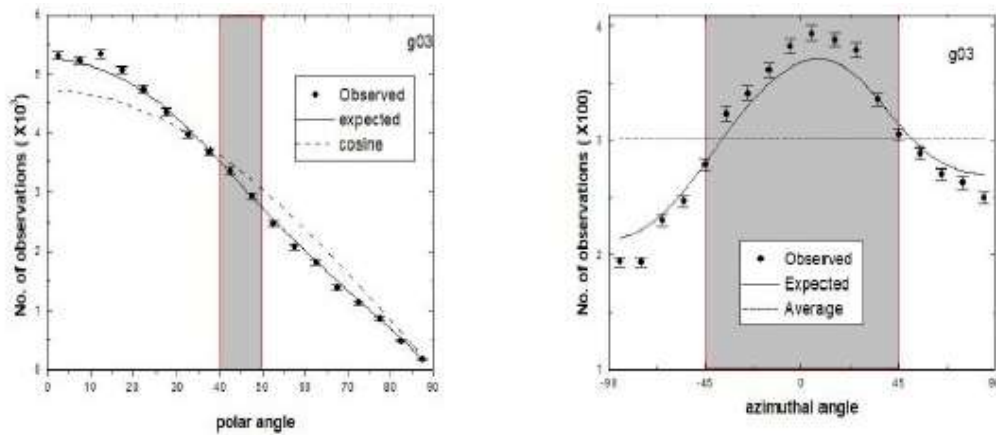 No. of observations ( X10³)
6
5
4
3
2
1
0
g03
Observed
expected
cosine
0 10 20 30 40 50 60 70 80 90
polar angle
No. of observations ( X100)
4
3
2
1
g03
Observed
Expected
Average
-90 -45 0 45 90
azimuthal angle